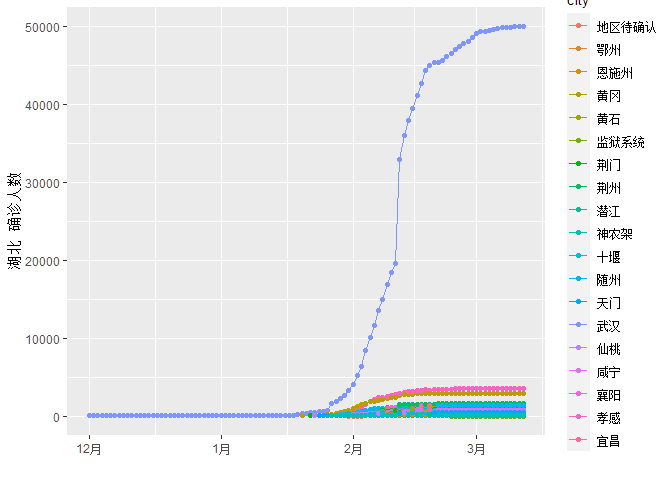 city
50000
40000
30000
20000
10000
0
湖北 确诊人数
12月
1月
2月
3月
地区待确认
鄂州
恩施州
黄冈
黄石
监狱系统
荆门
荆州
潜江
神农架
十堰
随州
天门
武汉
仙桃
咸宁
襄阳
孝感
宜昌